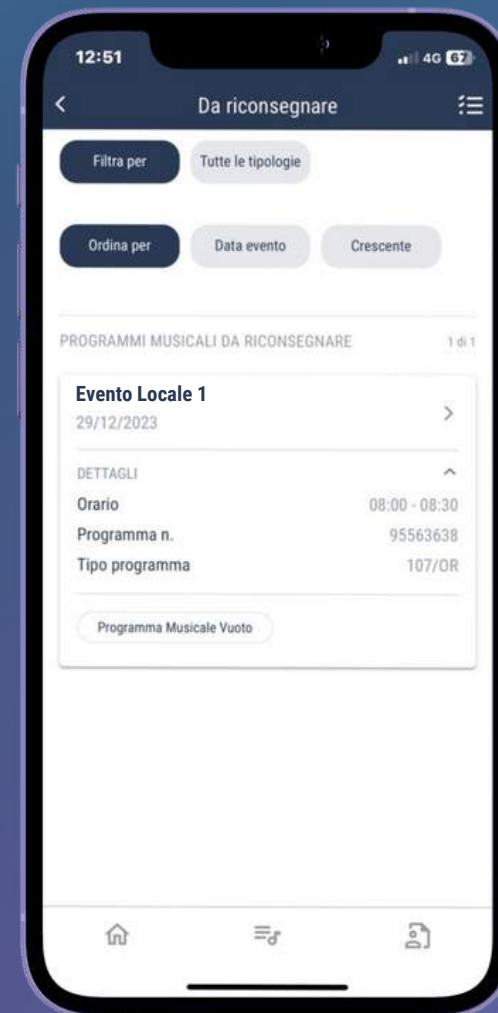 12:51 4G 67
Da riconsegnare
Filtra per Tutte le tipologie
Ordina per Data evento Crescente
PROGRAMMI MUSICALI DA RICONSEGNARE 1 di 1
Evento Locale 1
29/12/2023
DETTAGLI
Orario 08:00 - 08:30
Programma n. 95563638
Tipo programma 107/OR
Programma Musicale Vuoto